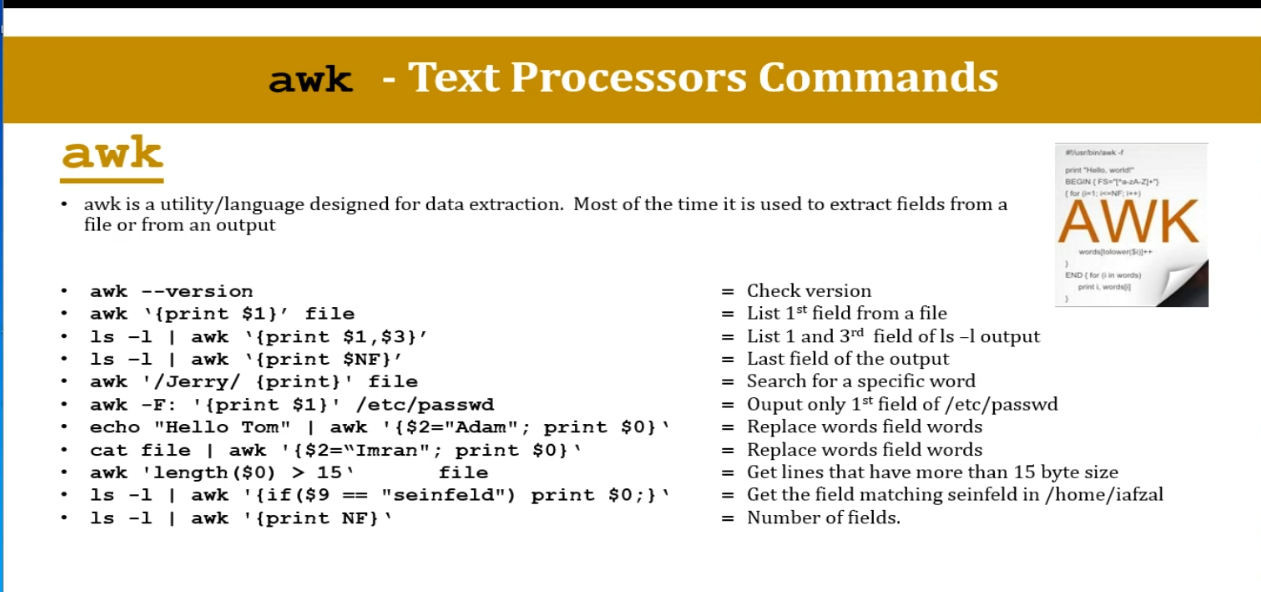 awk - Text Processors Commands
awk
• awk is a utility/language designed for data extraction. Most of the time it is used to extract fields from a
file or from an output
#!/usr/bin/awk -f
print "Hello, world!"
BEGIN { FS="[^a-zA-Z]+"}
{ for (i=1; i<=NF; i++)
AWK
words[tolower($i)]++
}
END { for (i in words)
print i, words[i]
}
• awk --version = Check version
• awk ‘{print $1}’ file = List 1st field from a file
• ls –l | awk ‘{print $1,$3}’ = List 1 and 3rd field of ls –l output
• ls –l | awk ‘{print $NF}’ = Last field of the output
• awk '/Jerry/ {print}' file = Search for a specific word
• awk -F: '{print $1}' /etc/passwd = Ouput only 1st field of /etc/passwd
• echo "Hello Tom" | awk '{$2="Adam"; print $0}‘ = Replace words field words
• cat file | awk '{$2=“Imran"; print $0}‘ = Replace words field words
• awk 'length($0) > 15‘ file = Get lines that have more than 15 byte size
• ls -l | awk '{if($9 == "seinfeld") print $0;}‘ = Get the field matching seinfeld in /home/iafzal
• ls -l | awk '{print NF}‘ = Number of fields.